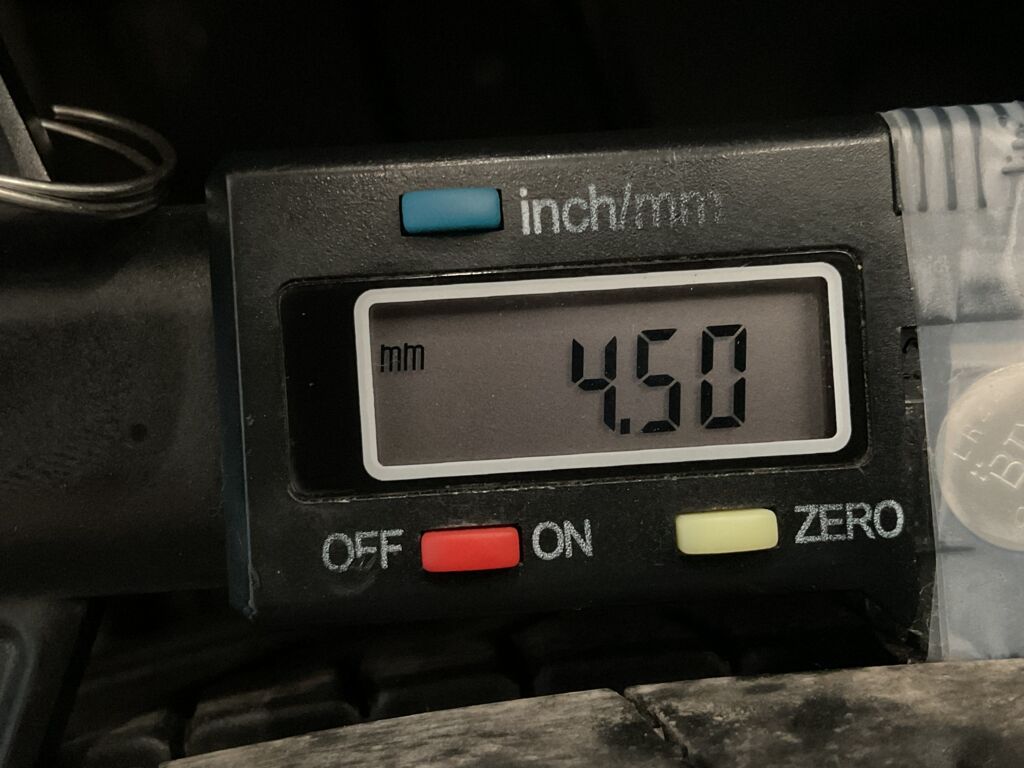 inch/mm
mm 4.50
OFF ON ZERO